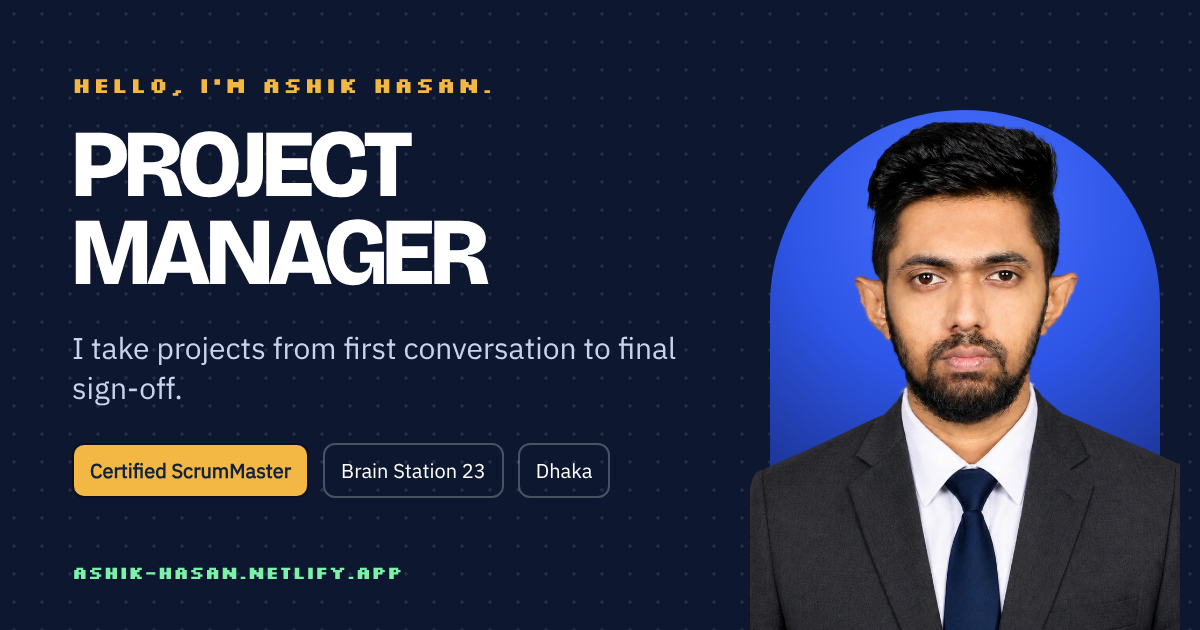 HELLO, I'M ASHIK HASAN.
PROJECT
MANAGER
I take projects from first conversation to final
sign-off.
Certified ScrumMaster
Brain Station 23
Dhaka
ASHIK-HASAN.NETLIFY.APP